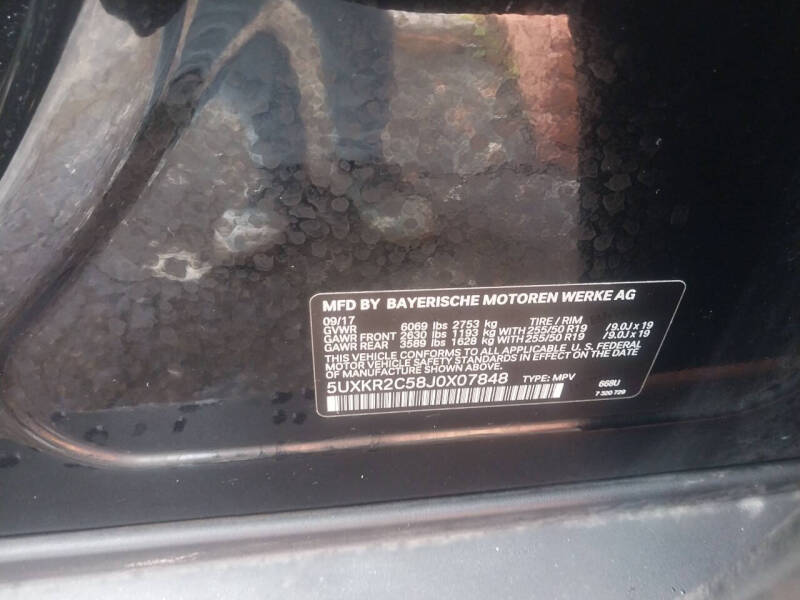 MFD BY BAYERISCHE MOTOREN WERKE AG
09/17 TIRE / RIM
GVWR 6069 lbs 2753 kg
GAWR FRONT 2630 lbs 1193 kg WITH 255/50 R19 / 9.0J x 19
GAWR REAR 3589 lbs 1628 kg WITH 255/50 R19 / 9.0J x 19
THIS VEHICLE CONFORMS TO ALL APPLICABLE U. S. FEDERAL
MOTOR VEHICLE SAFETY STANDARDS IN EFFECT ON THE DATE
OF MANUFACTURE SHOWN ABOVE.
5UXKR2C58J0X07848 TYPE: MPV 668U
7 320 729